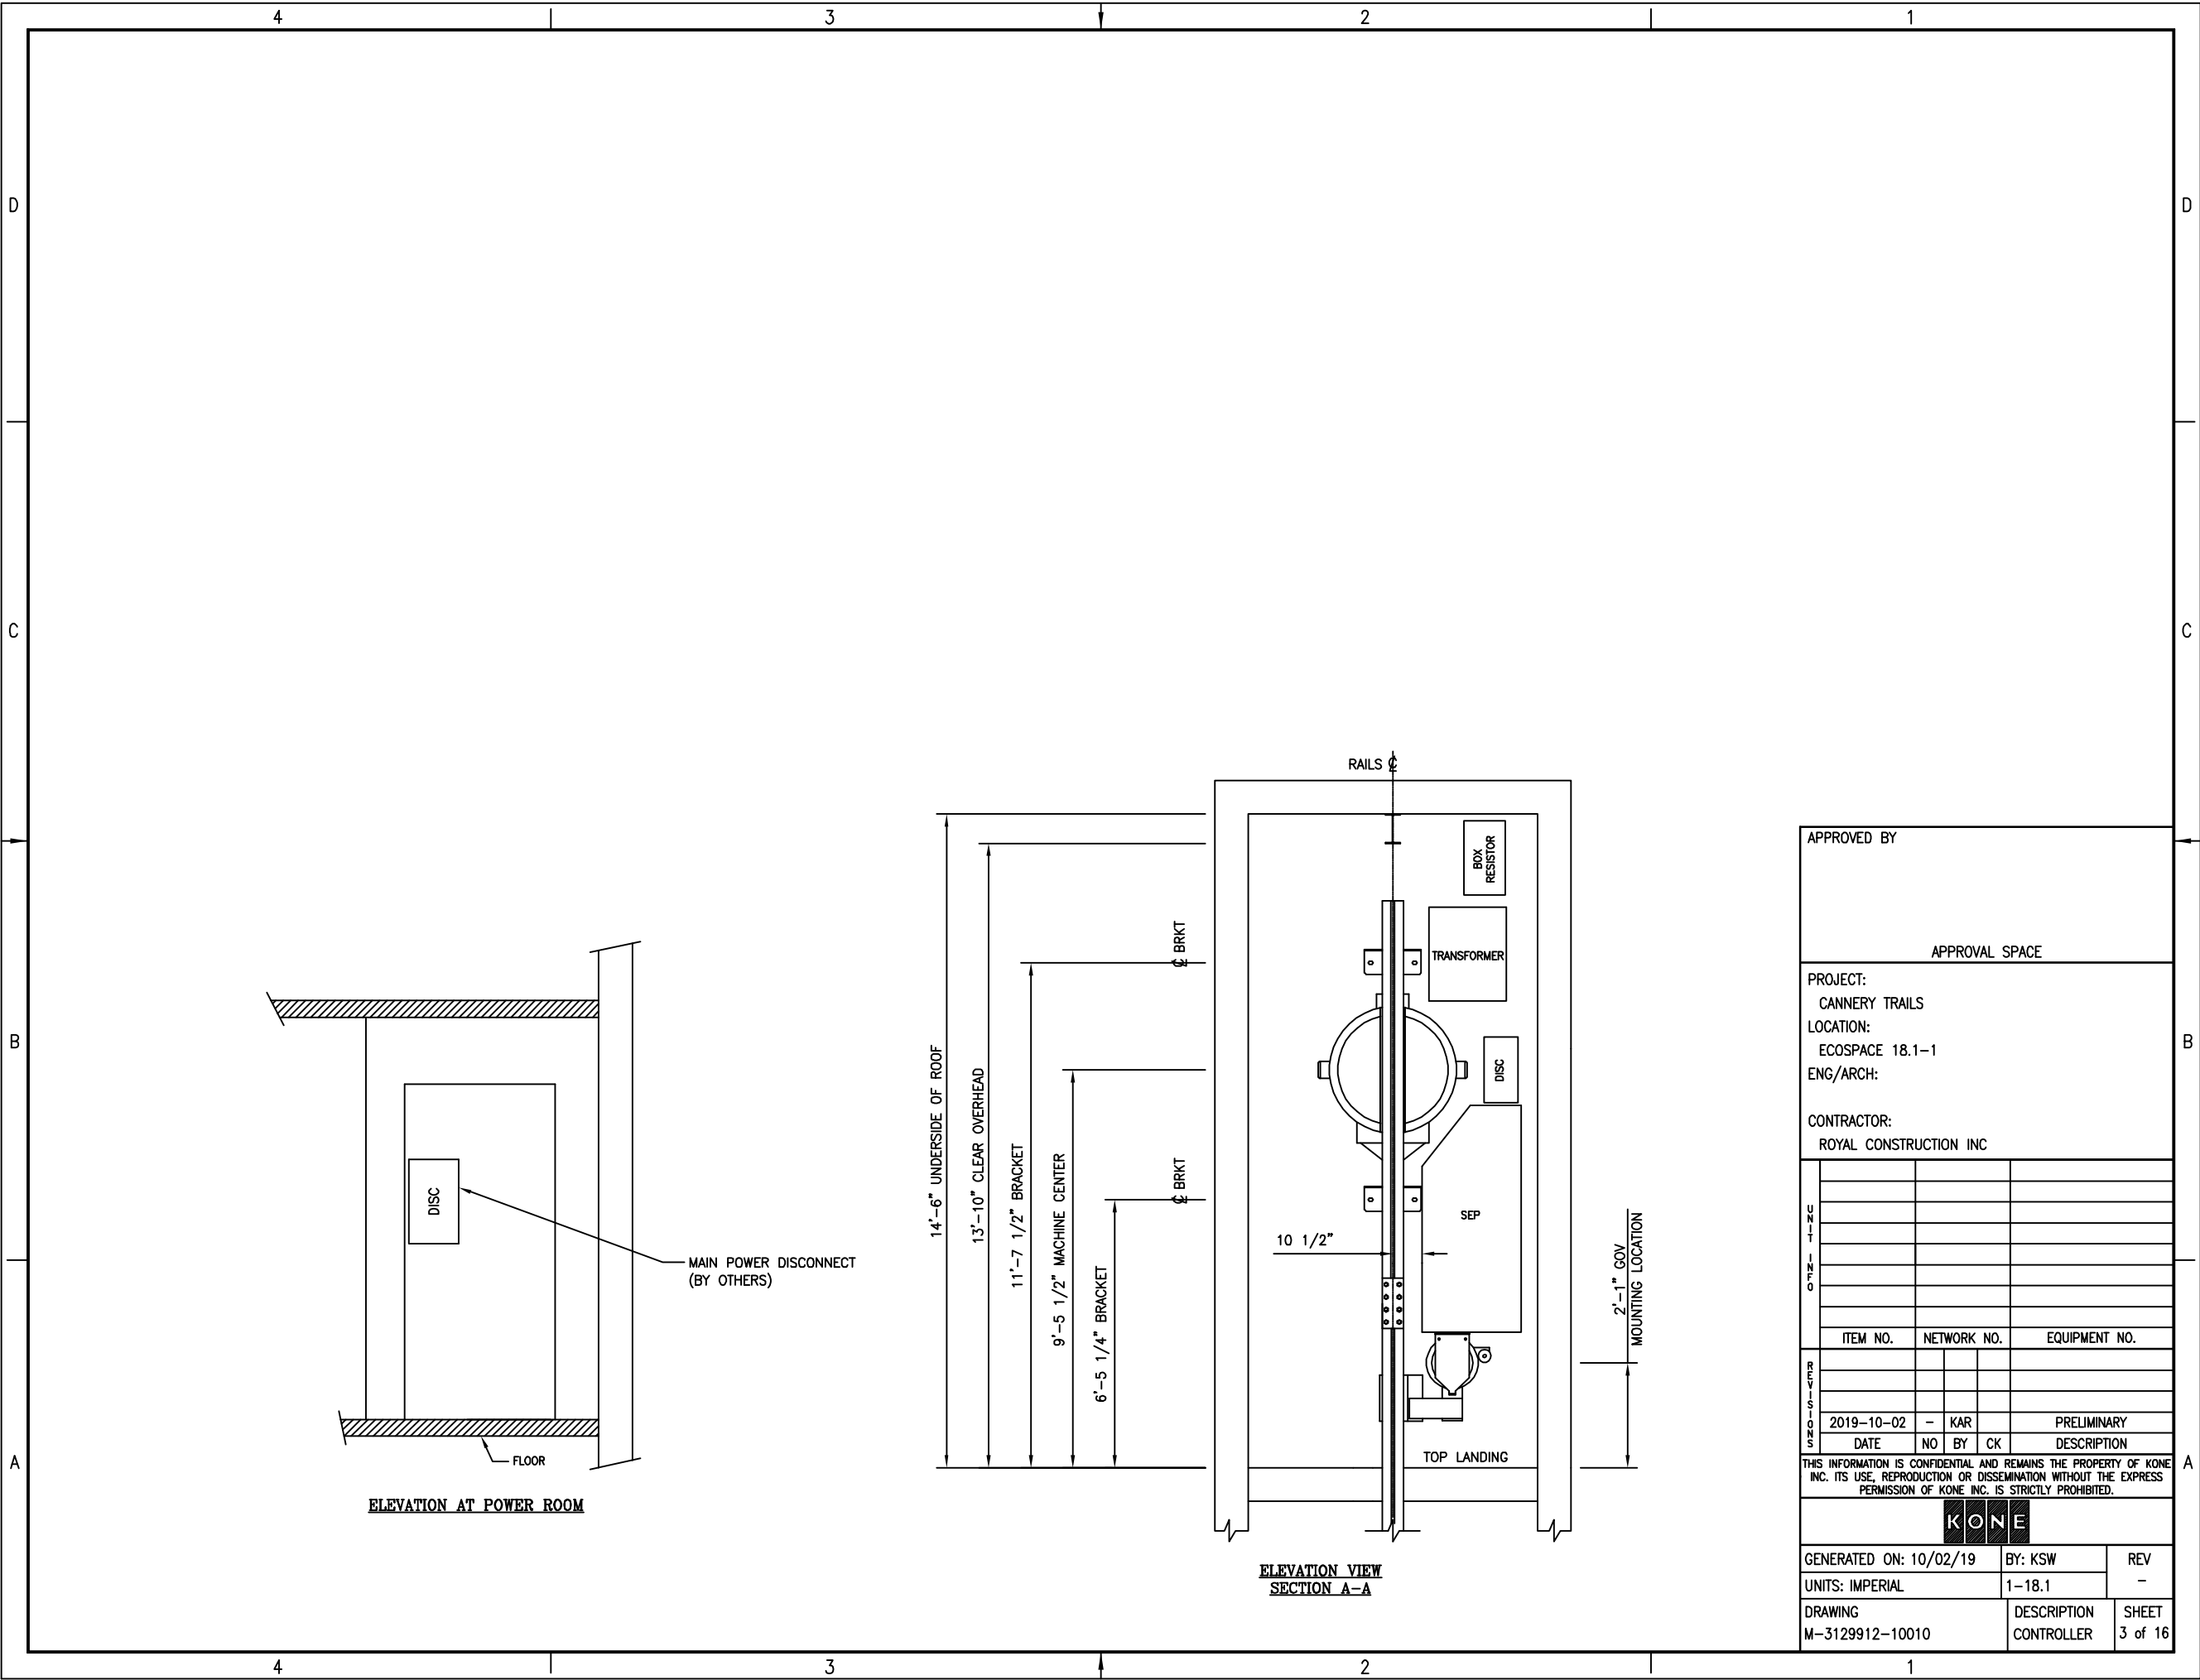 4 3 2 1
D D
C C
B B
A A
RAILS ℄
BOX
RESISTOR
TRANSFORMER
DISC
SEP
10 1/2"
TOP LANDING
℄ BRKT
℄ BRKT
14'-6" UNDERSIDE OF ROOF
13'-10" CLEAR OVERHEAD
11'-7 1/2" BRACKET
9'-5 1/2" MACHINE CENTER
6'-5 1/4" BRACKET
2'-1" GOV
MOUNTING LOCATION
ELEVATION VIEW
SECTION A-A
DISC
MAIN POWER DISCONNECT
(BY OTHERS)
FLOOR
ELEVATION AT POWER ROOM
APPROVED BY
APPROVAL SPACE
PROJECT:
CANNERY TRAILS
LOCATION:
ECOSPACE 18.1-1
ENG/ARCH:
CONTRACTOR:
ROYAL CONSTRUCTION INC
UNIT INFO
ITEM NO. NETWORK NO. EQUIPMENT NO.
REVISIONS
2019-10-02 - KAR PRELIMINARY
DATE NO BY CK DESCRIPTION
THIS INFORMATION IS CONFIDENTIAL AND REMAINS THE PROPERTY OF KONE
INC. ITS USE, REPRODUCTION OR DISSEMINATION WITHOUT THE EXPRESS
PERMISSION OF KONE INC. IS STRICTLY PROHIBITED.
KONE
GENERATED ON: 10/02/19 BY: KSW REV
UNITS: IMPERIAL 1-18.1 -
DRAWING DESCRIPTION SHEET
M-3129912-10010 CONTROLLER 3 of 16
4 3 2 1